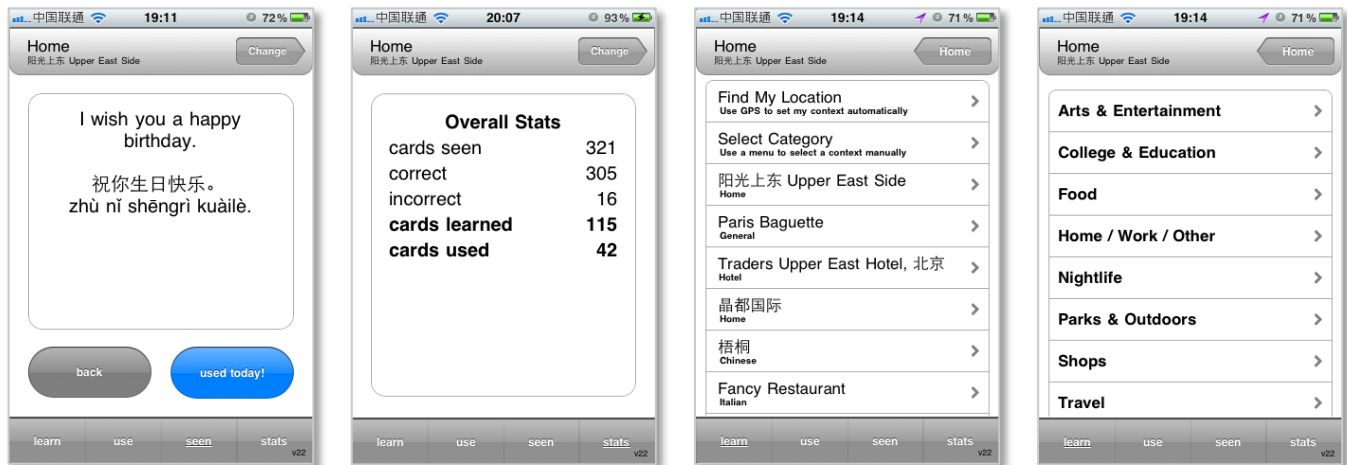 中国联通 19:11 72 %
Home
阳光上东 Upper East Side
Change
I wish you a happy
birthday.
祝你生日快乐。
zhù nǐ shēngrì kuàilè.
back
used today!
learn use seen stats
v22
中国联通 20:07 93 %
Home
阳光上东 Upper East Side
Change
Overall Stats
cards seen 321
correct 305
incorrect 16
cards learned 115
cards used 42
learn use seen stats
v22
中国联通 19:14 71 %
Home
阳光上东 Upper East Side
Home
Find My Location
Use GPS to set my context automatically
Select Category
Use a menu to select a context manually
阳光上东 Upper East Side
Home
Paris Baguette
General
Traders Upper East Hotel, 北京
Hotel
晶都国际
Home
梧桐
Chinese
Fancy Restaurant
Italian
learn use seen stats
v22
中国联通 19:14 71 %
Home
阳光上东 Upper East Side
Home
Arts & Entertainment
College & Education
Food
Home / Work / Other
Nightlife
Parks & Outdoors
Shops
Travel
learn use seen stats
v22